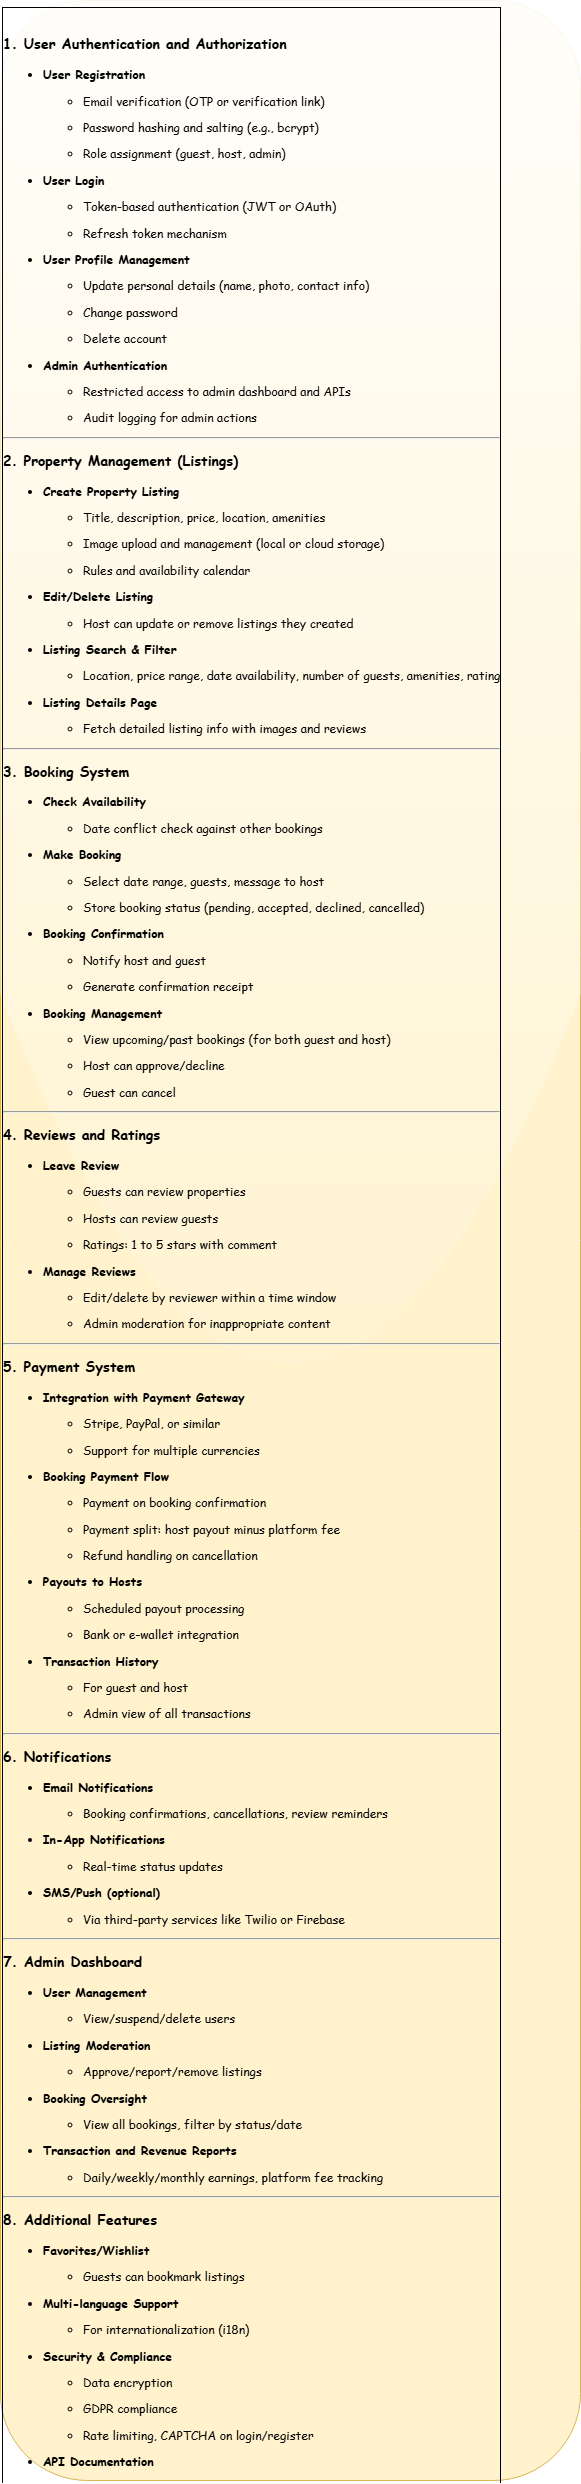 1. User Authentication and Authorization
• User Registration
◦ Email verification (OTP or verification link)
◦ Password hashing and salting (e.g., bcrypt)
◦ Role assignment (guest, host, admin)
• User Login
◦ Token-based authentication (JWT or OAuth)
◦ Refresh token mechanism
• User Profile Management
◦ Update personal details (name, photo, contact info)
◦ Change password
◦ Delete account
• Admin Authentication
◦ Restricted access to admin dashboard and APIs
◦ Audit logging for admin actions
2. Property Management (Listings)
• Create Property Listing
◦ Title, description, price, location, amenities
◦ Image upload and management (local or cloud storage)
◦ Rules and availability calendar
• Edit/Delete Listing
◦ Host can update or remove listings they created
• Listing Search & Filter
◦ Location, price range, date availability, number of guests, amenities, rating
• Listing Details Page
◦ Fetch detailed listing info with images and reviews
3. Booking System
• Check Availability
◦ Date conflict check against other bookings
• Make Booking
◦ Select date range, guests, message to host
◦ Store booking status (pending, accepted, declined, cancelled)
• Booking Confirmation
◦ Notify host and guest
◦ Generate confirmation receipt
• Booking Management
◦ View upcoming/past bookings (for both guest and host)
◦ Host can approve/decline
◦ Guest can cancel
4. Reviews and Ratings
• Leave Review
◦ Guests can review properties
◦ Hosts can review guests
◦ Ratings: 1 to 5 stars with comment
• Manage Reviews
◦ Edit/delete by reviewer within a time window
◦ Admin moderation for inappropriate content
5. Payment System
• Integration with Payment Gateway
◦ Stripe, PayPal, or similar
◦ Support for multiple currencies
• Booking Payment Flow
◦ Payment on booking confirmation
◦ Payment split: host payout minus platform fee
◦ Refund handling on cancellation
• Payouts to Hosts
◦ Scheduled payout processing
◦ Bank or e-wallet integration
• Transaction History
◦ For guest and host
◦ Admin view of all transactions
6. Notifications
• Email Notifications
◦ Booking confirmations, cancellations, review reminders
• In-App Notifications
◦ Real-time status updates
• SMS/Push (optional)
◦ Via third-party services like Twilio or Firebase
7. Admin Dashboard
• User Management
◦ View/suspend/delete users
• Listing Moderation
◦ Approve/report/remove listings
• Booking Oversight
◦ View all bookings, filter by status/date
• Transaction and Revenue Reports
◦ Daily/weekly/monthly earnings, platform fee tracking
8. Additional Features
• Favorites/Wishlist
◦ Guests can bookmark listings
• Multi-language Support
◦ For internationalization (i18n)
• Security & Compliance
◦ Data encryption
◦ GDPR compliance
◦ Rate limiting, CAPTCHA on login/register
• API Documentation